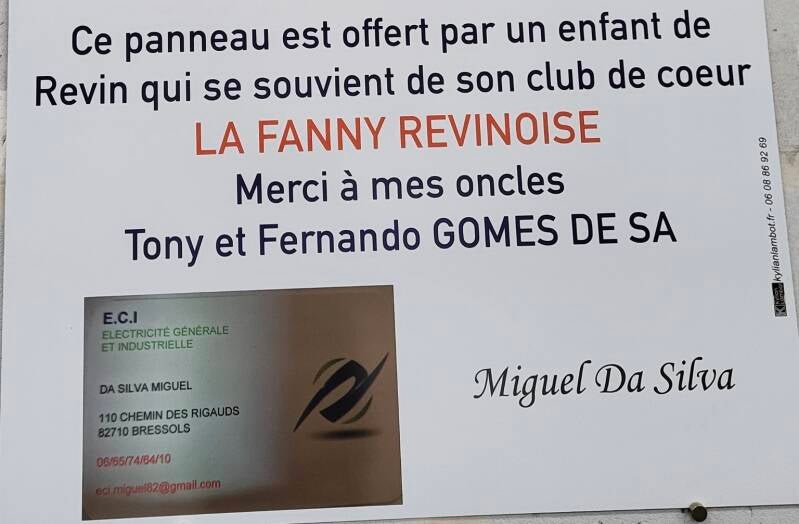 Ce panneau est offert par un enfant de
Revin qui se souvient de son club de coeur
LA FANNY REVINOISE
Merci à mes oncles
Tony et Fernando GOMES DE SA
E.C.I
ELECTRICITÉ GÉNÉRALE
ET INDUSTRIELLE
DA SILVA MIGUEL
110 CHEMIN DES RIGAUDS
82710 BRESSOLS
06/65/74/64/10
eci.miguel82@gmail.com
Miguel Da Silva
kylianlambot.fr - 06 08 86 92 69